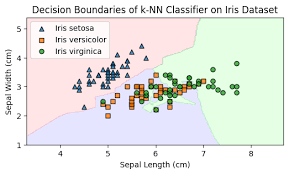 Decision Boundaries of k-NN Classifier on Iris Dataset
Iris setosa
Iris versicolor
Iris virginica
Sepal Width (cm)
5
4
3
2
1
4
5
6
7
8
Sepal Length (cm)